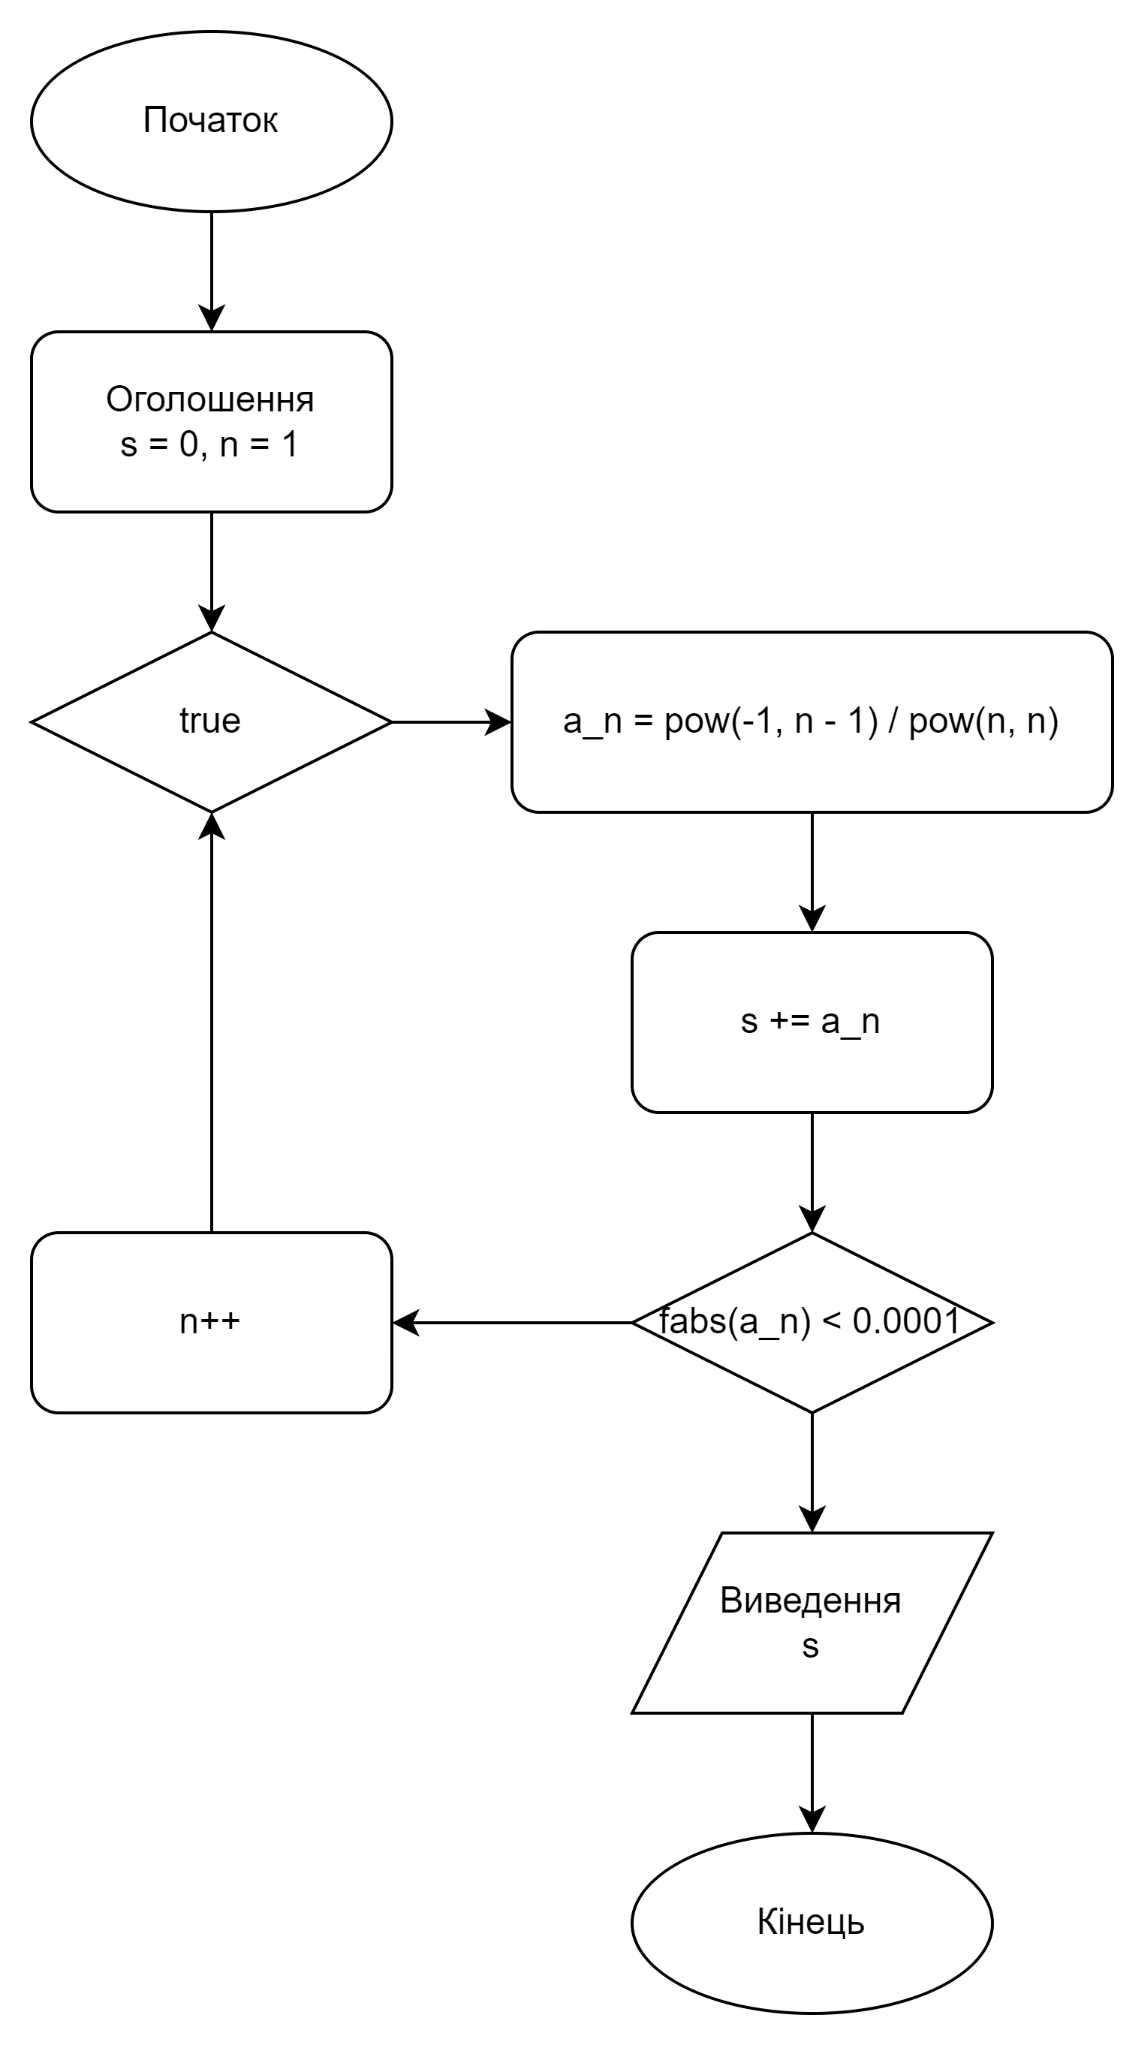 Початок
Оголошення
s = 0, n = 1
true
a_n = pow(-1, n - 1) / pow(n, n)
s += a_n
fabs(a_n) < 0.0001
n++
Виведення
s
Кінець